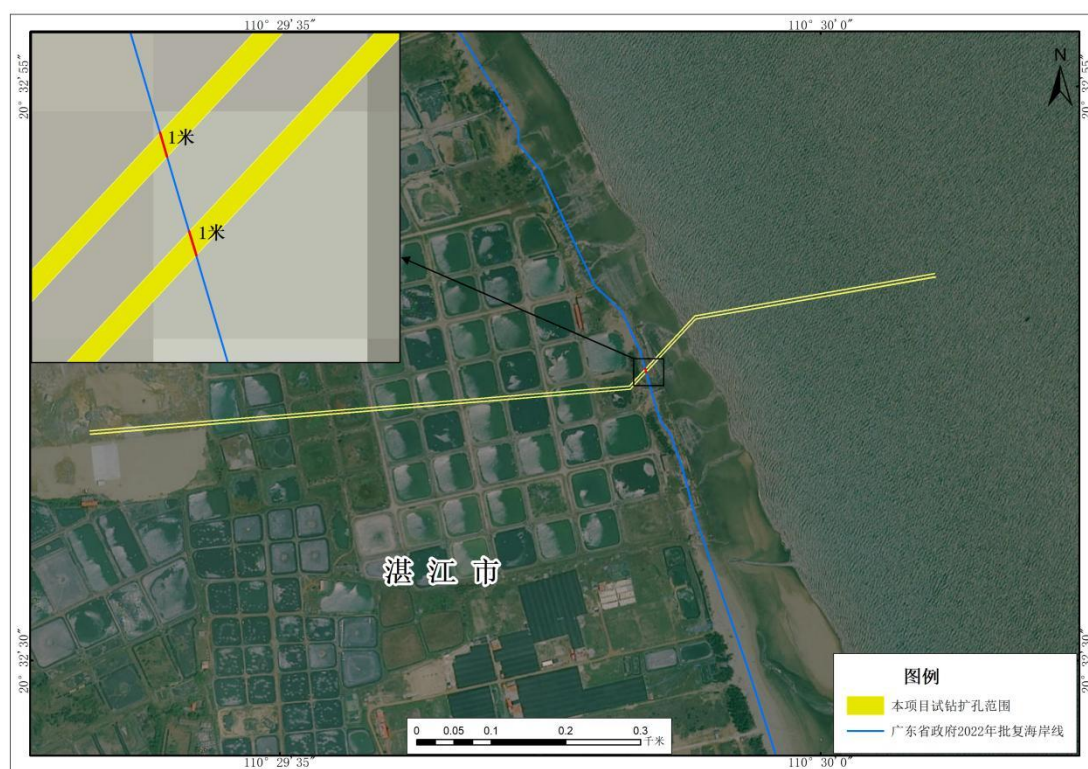 110° 29′35″
110° 30′0″
20° 32′55″
20° 32′55″
N
1米
1米
湛江市
20° 32′30″
20° 32′30″
图例
本项目试钻扩孔范围
广东省政府2022年批复海岸线
0 0.05 0.1 0.2 0.3
千米
110° 29′35″
110° 30′0″